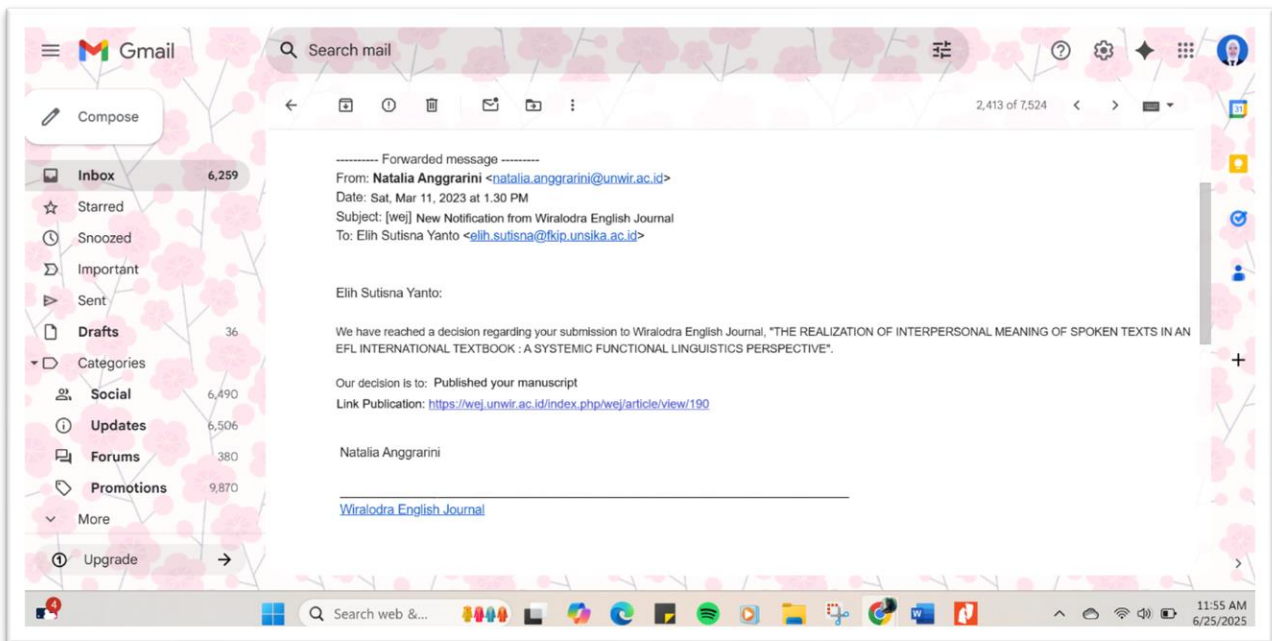 Gmail
Search mail
Compose
2,413 of 7,524
31
Inbox 6,259
Starred
Snoozed
Important
Sent
Drafts 36
Categories
Social 6,490
Updates 6,506
Forums 380
Promotions 9,870
More
Upgrade
---------- Forwarded message ---------
From: Natalia Anggrarini <natalia.anggrarini@unwir.ac.id>
Date: Sat, Mar 11, 2023 at 1.30 PM
Subject: [wej] New Notification from Wiralodra English Journal
To: Elih Sutisna Yanto <elih.sutisna@fkip.unsika.ac.id>
Elih Sutisna Yanto:
We have reached a decision regarding your submission to Wiralodra English Journal, "THE REALIZATION OF INTERPERSONAL MEANING OF SPOKEN TEXTS IN AN
EFL INTERNATIONAL TEXTBOOK : A SYSTEMIC FUNCTIONAL LINGUISTICS PERSPECTIVE".
Our decision is to: Published your manuscript
Link Publication: https://wej.unwir.ac.id/index.php/wej/article/view/190
Natalia Anggrarini
Wiralodra English Journal
4
Search web &...
11:55 AM
6/25/2025